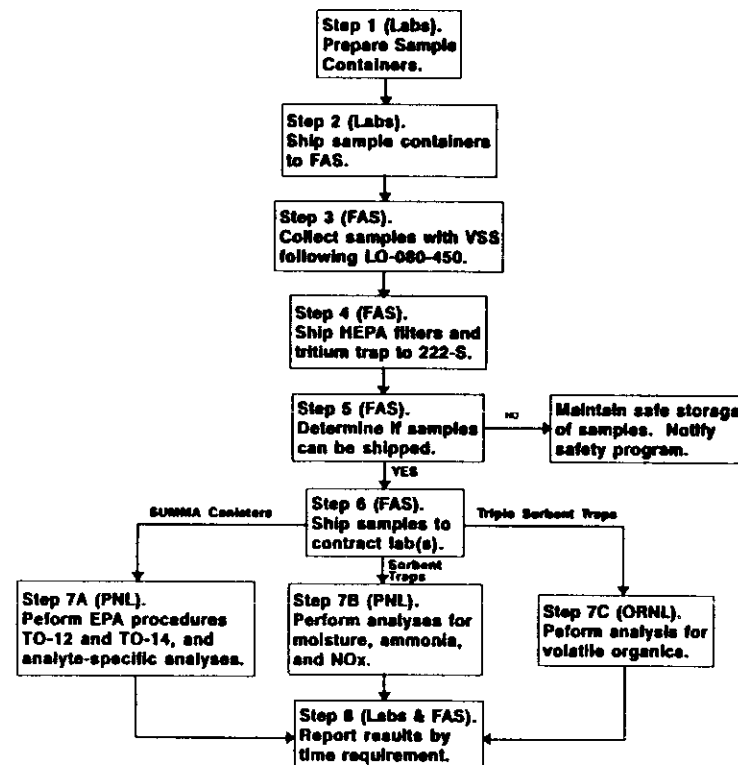 Step 1 (Labs).
Prepare Sample
Containers.
Step 2 (Labs).
Ship sample containers
to FAS.
Step 3 (FAS).
Collect samples with VSS
following LO-080-450.
Step 4 (FAS).
Ship HEPA filters and
tritium trap to 222-S.
Step 5 (FAS).
Determine if samples
can be shipped.
NO
Maintain safe storage
of samples. Notify
safety program.
YES
Step 6 (FAS).
Ship samples to
contract lab(s).
SUMMA Canisters
Sorbent
Traps
Triple Sorbent Traps
Step 7A (PNL).
Peform EPA procedures
TO-12 and TO-14, and
analyte-specific analyses.
Step 7B (PNL).
Perform analyses for
moisture, ammonia,
and NOx.
Step 7C (ORNL).
Peform analysis for
volatile organics.
Step 8 (Labs & FAS).
Report results by
time requirement.